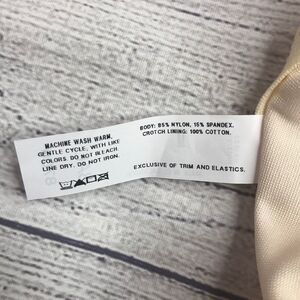 MACHINE WASH WARM,
GENTLE CYCLE, WITH LIKE
COLORS. DO NOT BLEACH.
LINE DRY. DO NOT IRON.
BODY: 85% NYLON, 15% SPANDEX.
CROTCH LINING: 100% COTTON.
EXCLUSIVE OF TRIM AND ELASTICS.